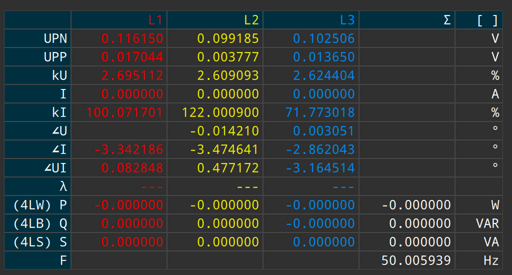 L1 L2 L3 Σ [ ]
UPN 0.116150 0.099185 0.102506 V
UPP 0.017044 0.003777 0.013650 V
kU 2.695112 2.609093 2.624404 %
I 0.000000 0.000000 0.000000 A
kI 100.071701 122.000900 71.773018 %
∠U -0.014210 0.003051 °
∠I -3.342186 -3.474641 -2.862043 °
∠UI 0.082848 0.477172 -3.164514 °
λ --- --- ---
(4LW) P -0.000000 -0.000000 -0.000000 -0.000000 W
(4LB) Q 0.000000 0.000000 0.000000 0.000000 VAR
(4LS) S 0.000000 0.000000 0.000000 0.000000 VA
F 50.005939 Hz